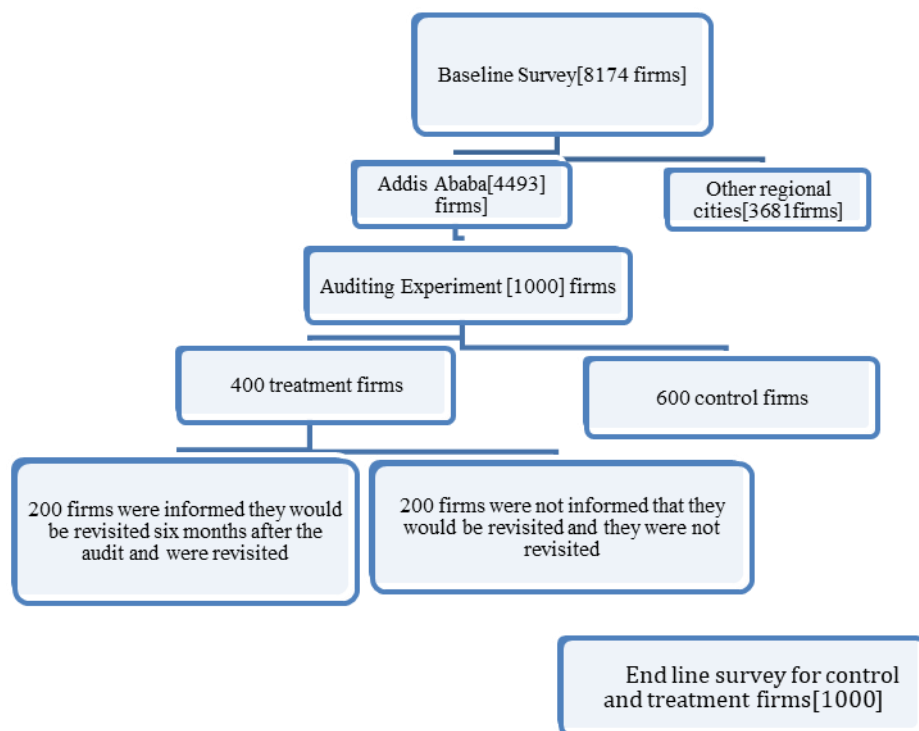 Baseline Survey[8174 firms]
Addis Ababa[4493]
firms]
Other regional
cities[3681firms]
Auditing Experiment [1000] firms
400 treatment firms
600 control firms
200 firms were informed they would
be revisited six months after the
audit and were revisited
200 firms were not informed that they
would be revisited and they were not
revisited
End line survey for control
and treatment firms[1000]